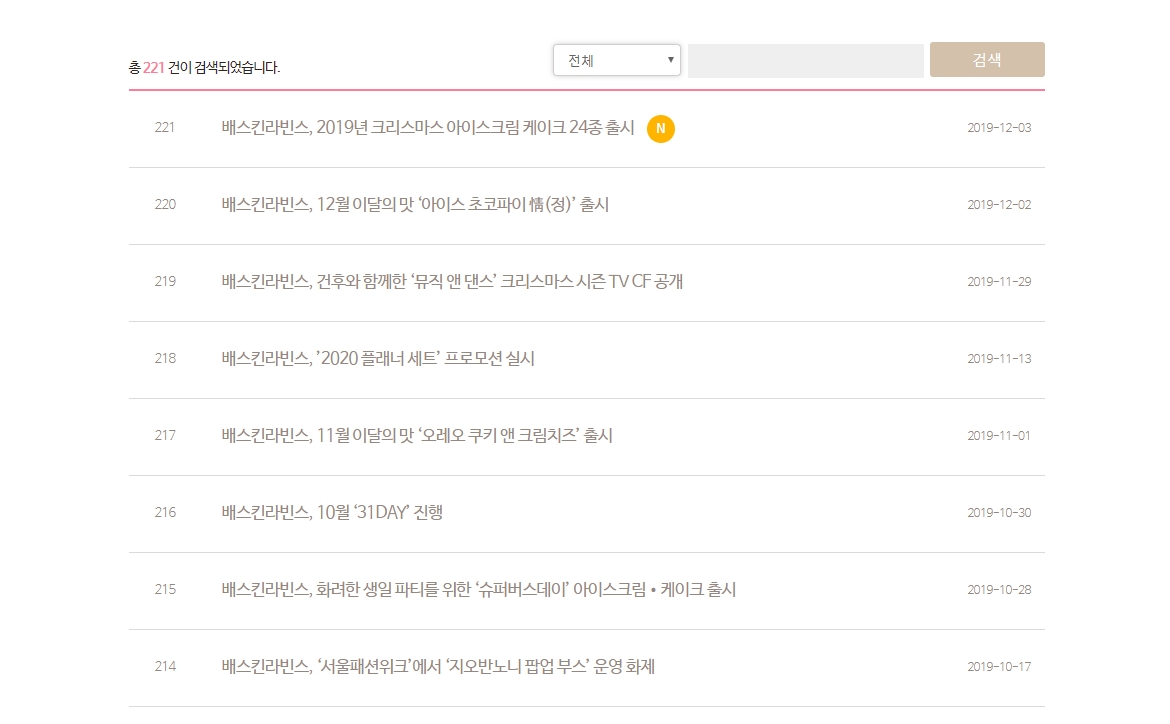 총 221 건이 검색되었습니다.
전체
검색
221 배스킨라빈스, 2019년 크리스마스 아이스크림 케이크 24종 출시 N 2019-12-03
220 배스킨라빈스, 12월 이달의 맛 ‘아이스 초코파이 情(정)’ 출시 2019-12-02
219 배스킨라빈스, 건후와 함께한 ‘뮤직 앤 댄스’ 크리스마스 시즌 TV CF 공개 2019-11-29
218 배스킨라빈스, ’2020 플래너 세트’ 프로모션 실시 2019-11-13
217 배스킨라빈스, 11월 이달의 맛 ‘오레오 쿠키 앤 크림치즈’ 출시 2019-11-01
216 배스킨라빈스, 10월 ‘31DAY’ 진행 2019-10-30
215 배스킨라빈스, 화려한 생일 파티를 위한 ‘슈퍼버스데이’ 아이스크림 • 케이크 출시 2019-10-28
214 배스킨라빈스, ‘서울패션위크’에서 ‘지오반노니 팝업 부스’ 운영 화제 2019-10-17